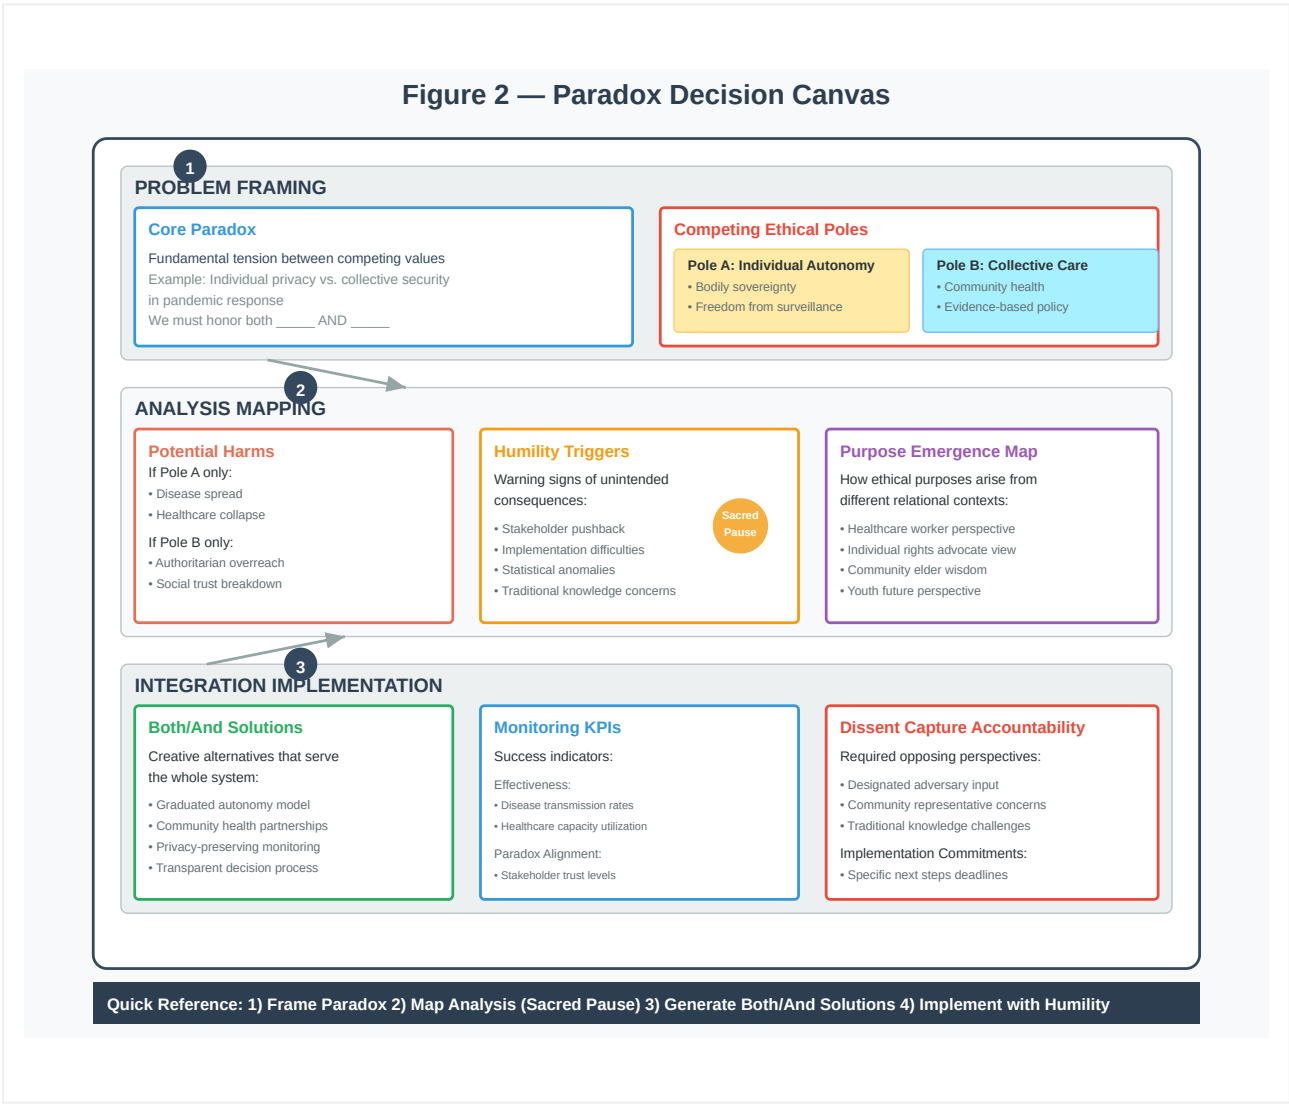 Figure 2 — Paradox Decision Canvas
1
PROBLEM FRAMING
Core Paradox
Fundamental tension between competing values
Example: Individual privacy vs. collective security
in pandemic response
We must honor both _____ AND _____
Competing Ethical Poles
Pole A: Individual Autonomy
• Bodily sovereignty
• Freedom from surveillance
Pole B: Collective Care
• Community health
• Evidence-based policy
2
ANALYSIS MAPPING
Potential Harms
If Pole A only:
• Disease spread
• Healthcare collapse
If Pole B only:
• Authoritarian overreach
• Social trust breakdown
Humility Triggers
Warning signs of unintended
consequences:
• Stakeholder pushback
• Implementation difficulties
• Statistical anomalies
• Traditional knowledge concerns
Sacred
Pause
Purpose Emergence Map
How ethical purposes arise from
different relational contexts:
• Healthcare worker perspective
• Individual rights advocate view
• Community elder wisdom
• Youth future perspective
3
INTEGRATION IMPLEMENTATION
Both/And Solutions
Creative alternatives that serve
the whole system:
• Graduated autonomy model
• Community health partnerships
• Privacy-preserving monitoring
• Transparent decision process
Monitoring KPIs
Success indicators:
Effectiveness:
• Disease transmission rates
• Healthcare capacity utilization
Paradox Alignment:
• Stakeholder trust levels
Dissent Capture Accountability
Required opposing perspectives:
• Designated adversary input
• Community representative concerns
• Traditional knowledge challenges
Implementation Commitments:
• Specific next steps deadlines
Quick Reference: 1) Frame Paradox 2) Map Analysis (Sacred Pause) 3) Generate Both/And Solutions 4) Implement with Humility